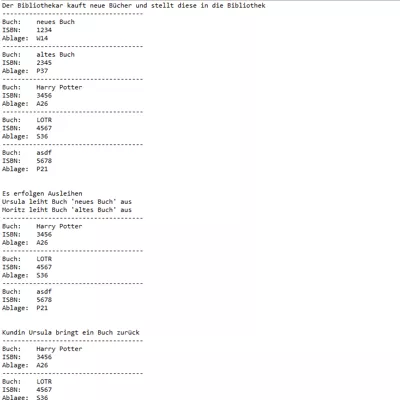 Der Bibliothekar kauft neue Bücher und stellt diese in die Bibliothek
-------------------------------------
Buch: neues Buch
ISBN: 1234
Ablage: W14
-------------------------------------
Buch: altes Buch
ISBN: 2345
Ablage: P37
-------------------------------------
Buch: Harry Potter
ISBN: 3456
Ablage: A26
-------------------------------------
Buch: LOTR
ISBN: 4567
Ablage: S36
-------------------------------------
Buch: asdf
ISBN: 5678
Ablage: P21
Es erfolgen Ausleihen
Ursula leiht Buch 'neues Buch' aus
Moritz leiht Buch 'altes Buch' aus
-------------------------------------
Buch: Harry Potter
ISBN: 3456
Ablage: A26
-------------------------------------
Buch: LOTR
ISBN: 4567
Ablage: S36
-------------------------------------
Buch: asdf
ISBN: 5678
Ablage: P21
Kundin Ursula bringt ein Buch zurück
-------------------------------------
Buch: Harry Potter
ISBN: 3456
Ablage: A26
-------------------------------------
Buch: LOTR
ISBN: 4567
Ablage: S36